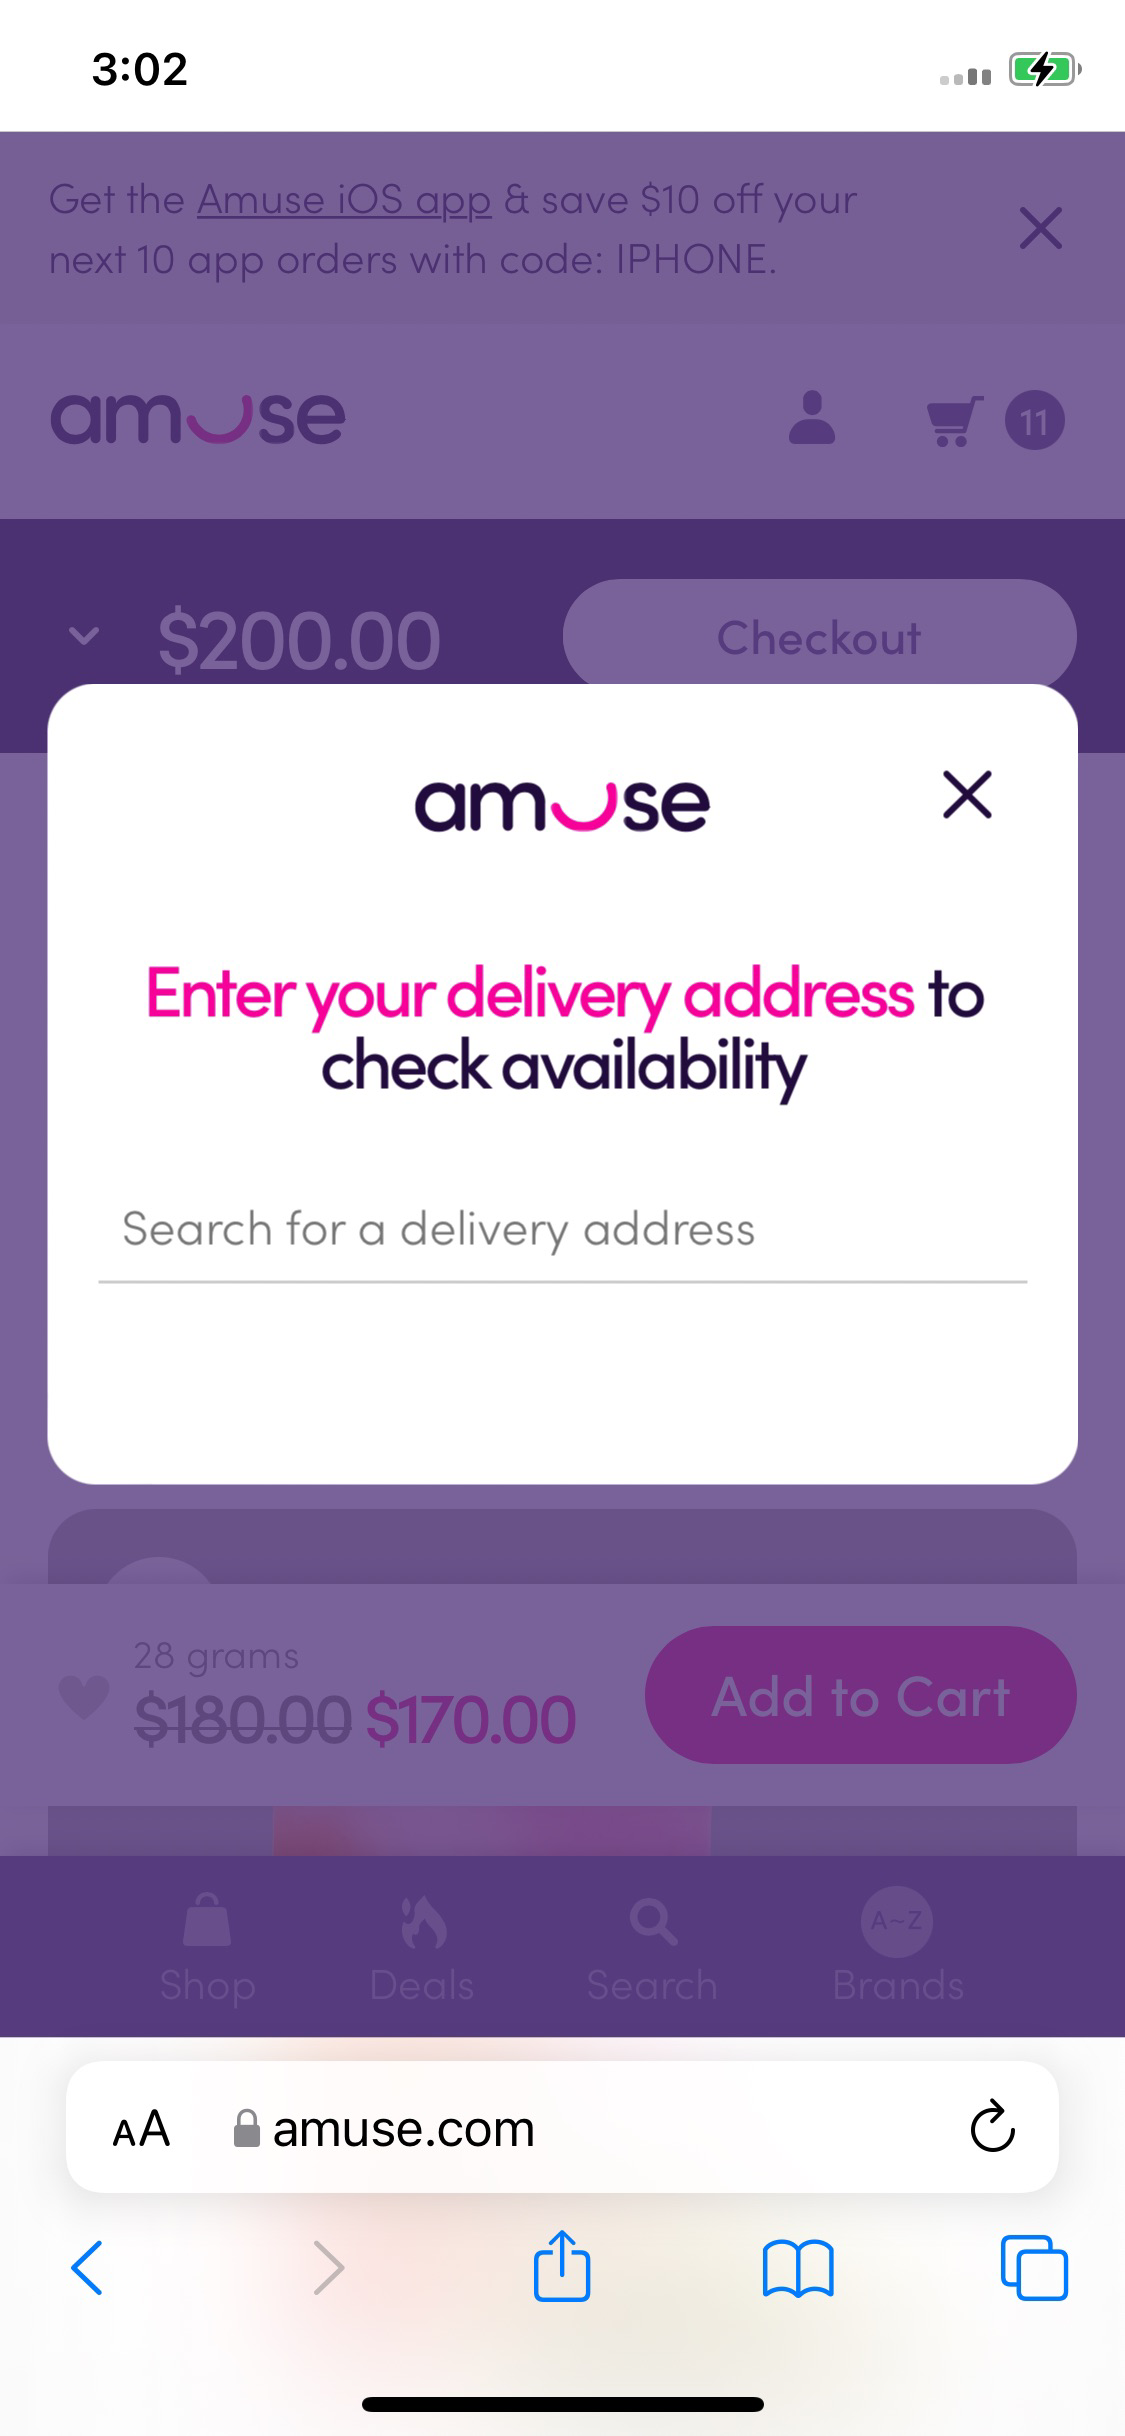 3:02
Get the Amuse iOS app & save $10 off your
next 10 app orders with code: IPHONE.
amuse
11
$200.00
Checkout
amuse
Enter your delivery address to
check availability
Search for a delivery address
28 grams
$180.00 $170.00
Add to Cart
A~Z
Shop Deals Search Brands
AA amuse.com